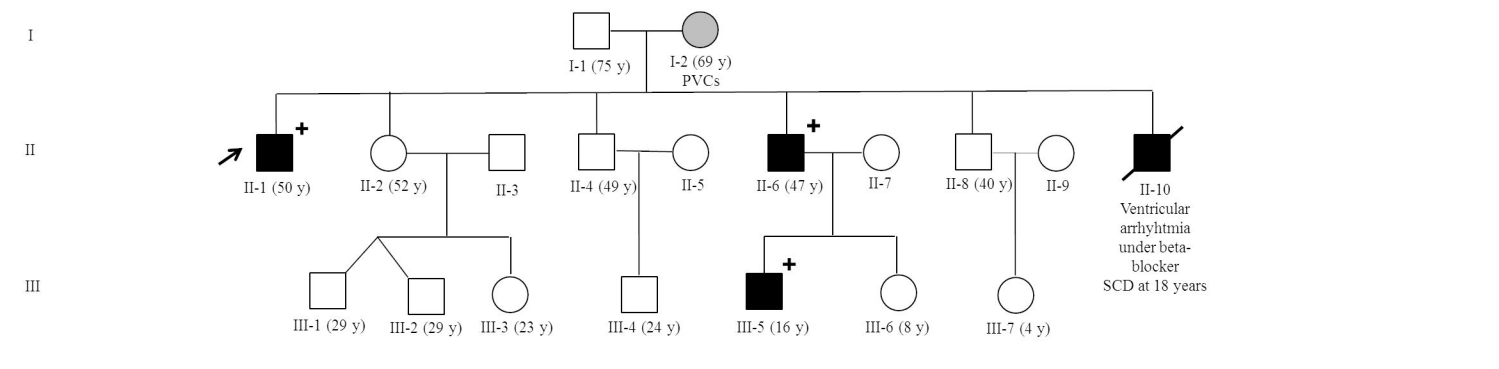 I
I-1 (75 y)
I-2 (69 y)
PVCs
II
+
+
II-1 (50 y)
II-2 (52 y)
II-3
II-4 (49 y)
II-5
II-6 (47 y)
II-7
II-8 (40 y)
II-9
II-10
Ventricular
arrhyhtmia
under beta-
blocker
SCD at 18 years
III
+
III-1 (29 y)
III-2 (29 y)
III-3 (23 y)
III-4 (24 y)
III-5 (16 y)
III-6 (8 y)
III-7 (4 y)